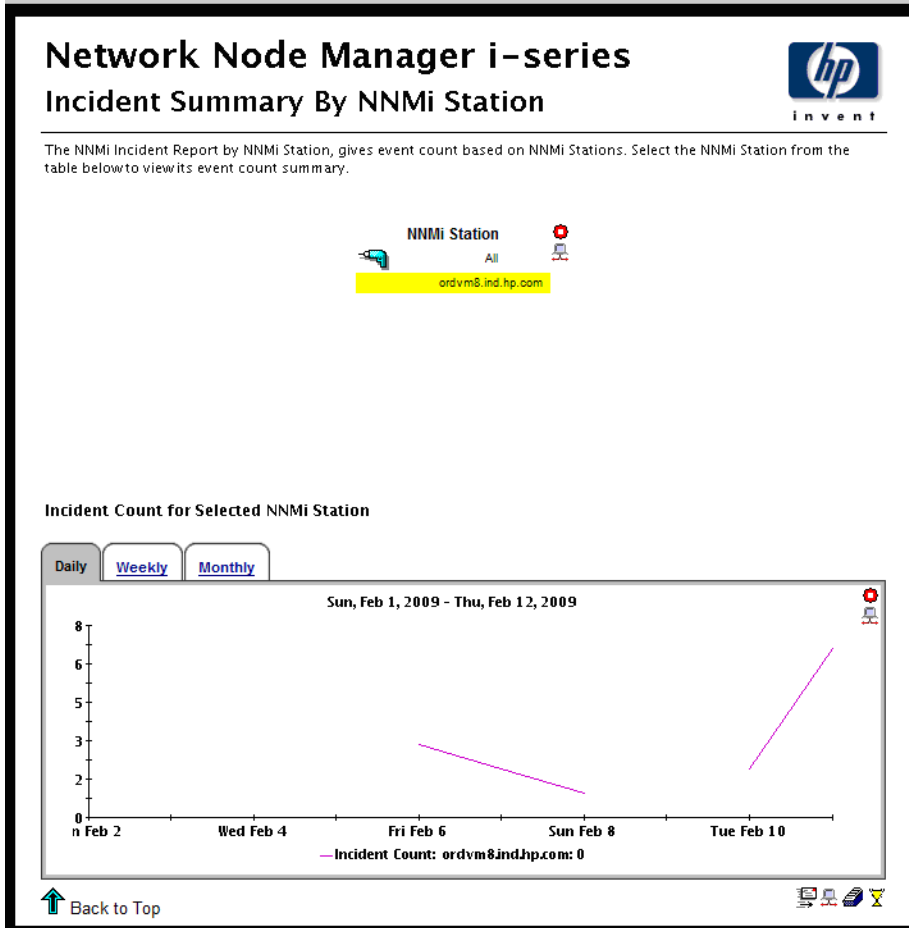 Network Node Manager i-series
Incident Summary By NNMi Station
hp
invent
The NNMi Incident Report by NNMi Station, gives event count based on NNMi Stations. Select the NNMi Station from the
table below to view its event count summary.
NNMi Station
All
ordvm8.ind.hp.com
Incident Count for Selected NNMi Station
Daily Weekly Monthly
Sun, Feb 1, 2009 - Thu, Feb 12, 2009
8
6
5
3
2
0
n Feb 2 Wed Feb 4 Fri Feb 6 Sun Feb 8 Tue Feb 10
Incident Count: ordvm8.ind.hp.com: 0
Back to Top